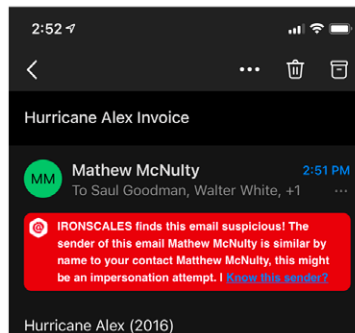 2:52
Hurricane Alex Invoice
MM
Mathew McNulty
2:51 PM
To Saul Goodman, Walter White, +1
IRONSCALES finds this email suspicious! The
sender of this email Mathew McNulty is similar by
name to your contact Matthew McNulty, this might
be an impersonation attempt. I Know this sender?
Hurricane Alex (2016)